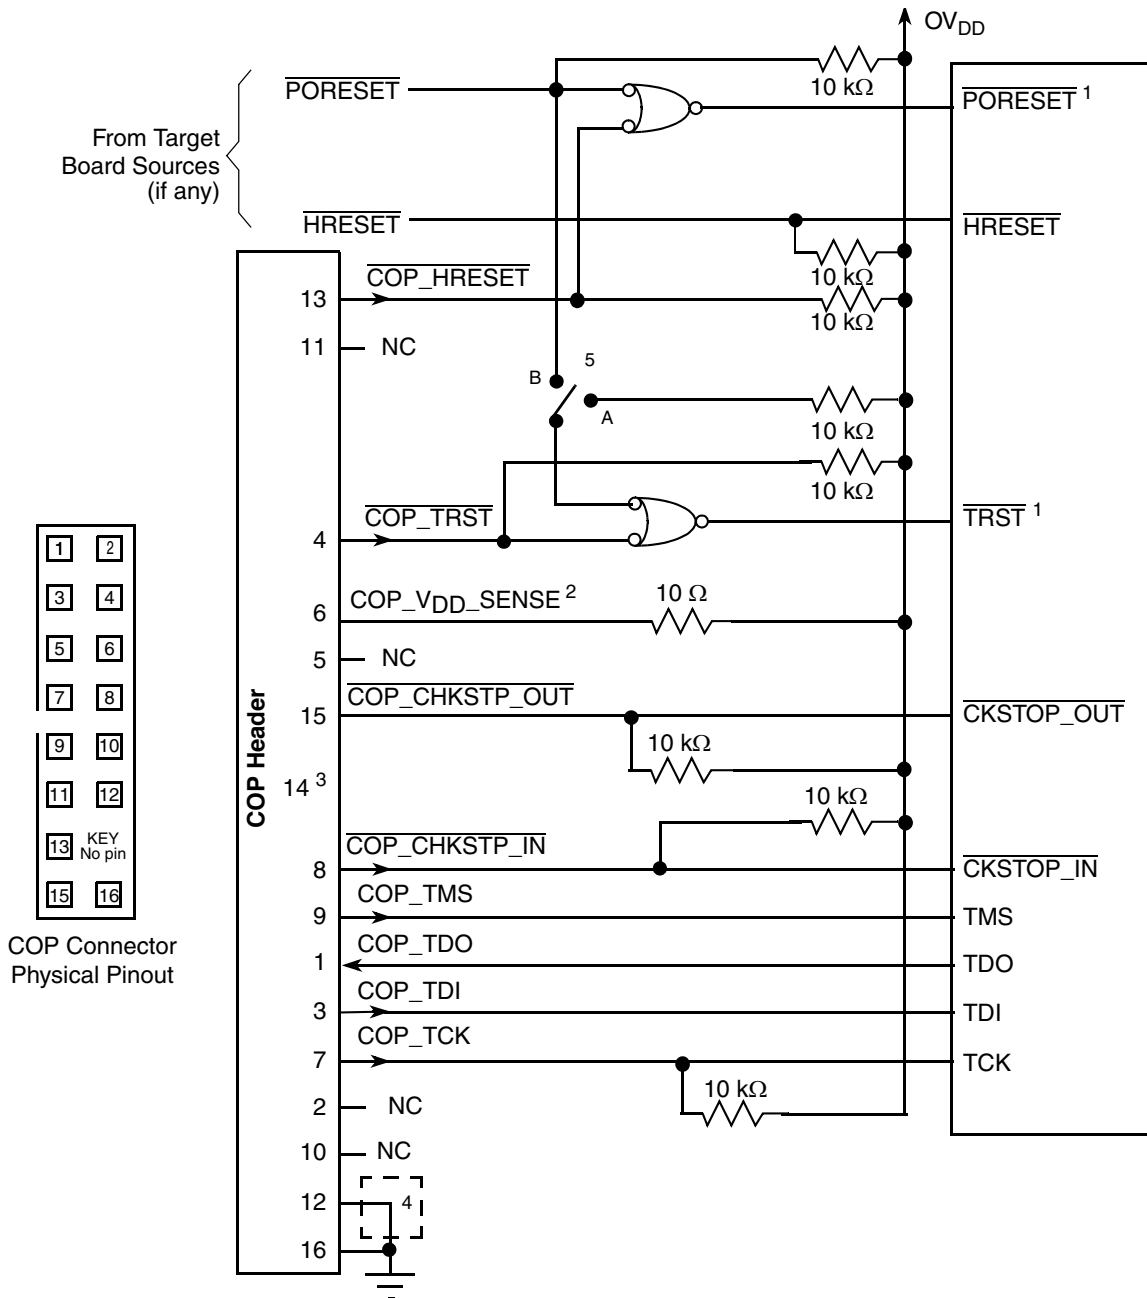 OVDD
10 kΩ
PORESET
PORESET 1
From Target
Board Sources
(if any)
HRESET
HRESET
10 kΩ
COP_HRESET
13
10 kΩ
11
NC
5
B
A
10 kΩ
10 kΩ
COP_TRST
4
TRST 1
COP_VDD_SENSE 2
10 Ω
6
5
NC
COP_CHKSTP_OUT
15
CKSTOP_OUT
10 kΩ
COP Header
14 3
10 kΩ
COP_CHKSTP_IN
8
CKSTOP_IN
COP_TMS
9
TMS
COP_TDO
1
TDO
COP_TDI
3
TDI
COP_TCK
7
TCK
10 kΩ
2
NC
10
NC
12
4
16
1 2
3 4
5 6
7 8
9 10
11 12
13 KEY
No pin
15 16
COP Connector
Physical Pinout